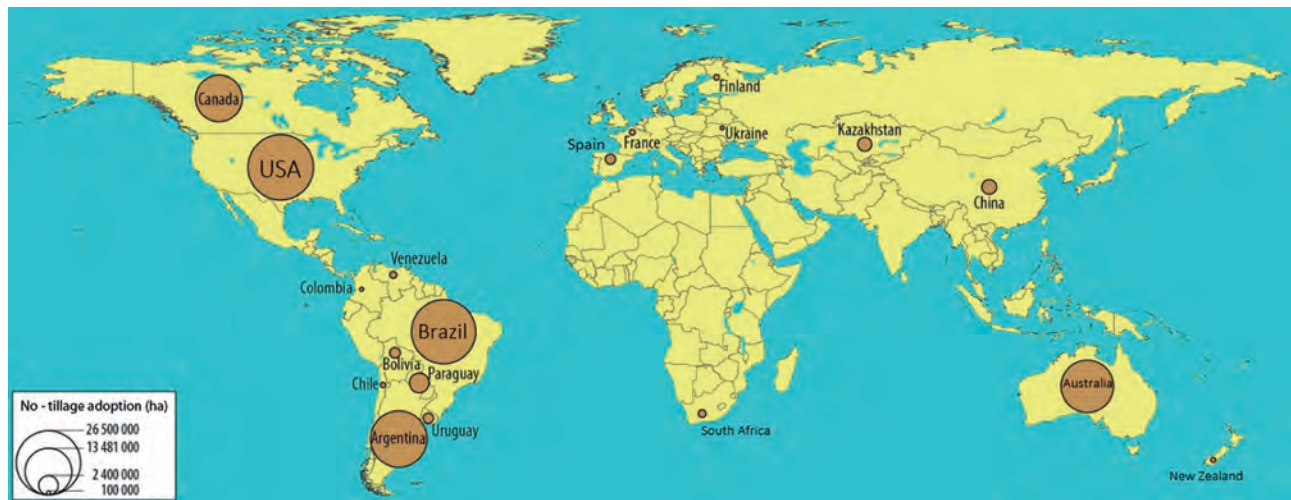 Canada
USA
Finland
Ukraine
France
Spain
Kazakhstan
China
Venezuela
Colombia
Brazil
Bolivia
Paraguay
Chile
Uruguay
Argentina
South Africa
Australia
New Zealand
No - tillage adoption (ha)
26 500 000
13 481 000
2 400 000
100 000